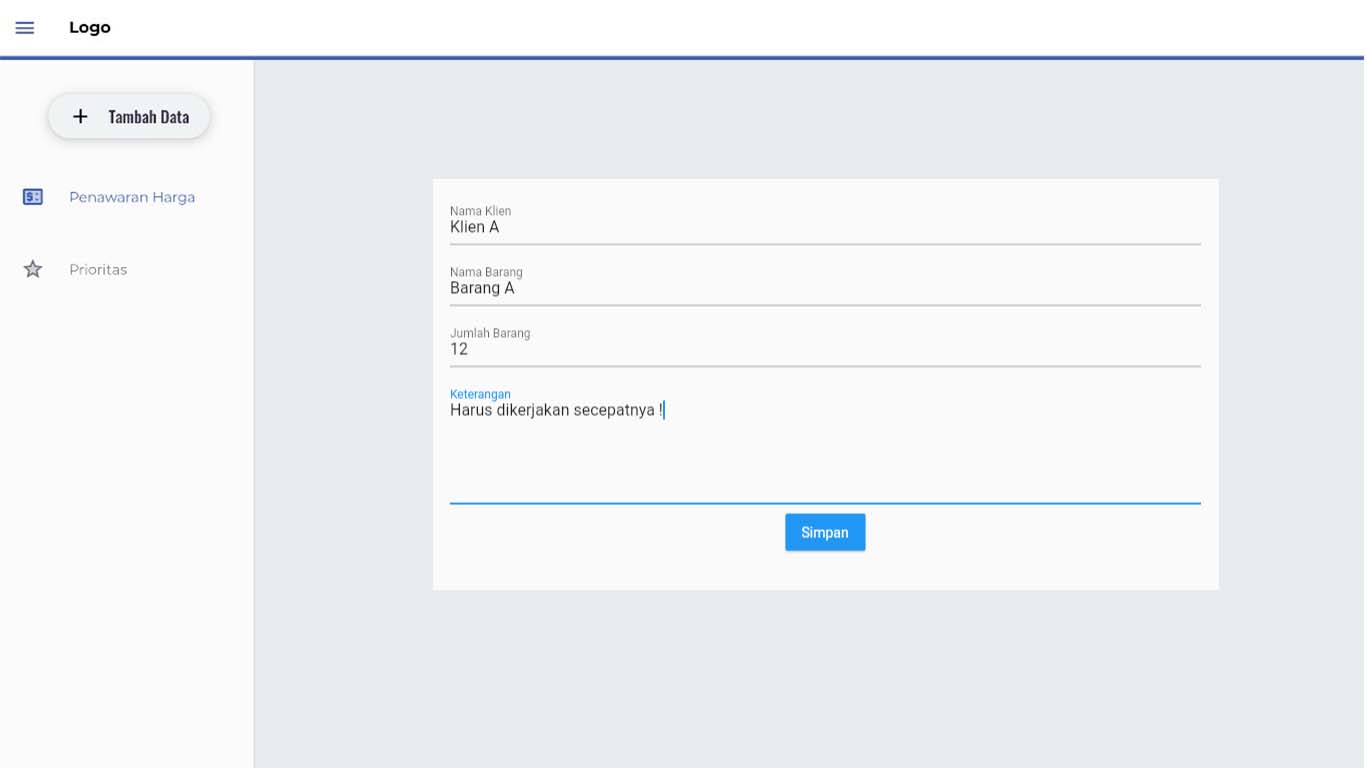 Logo
Tambah Data
Penawaran Harga
Prioritas
Nama Klien
Klien A
Nama Barang
Barang A
Jumlah Barang
12
Keterangan
Harus dikerjakan secepatnya !
Simpan